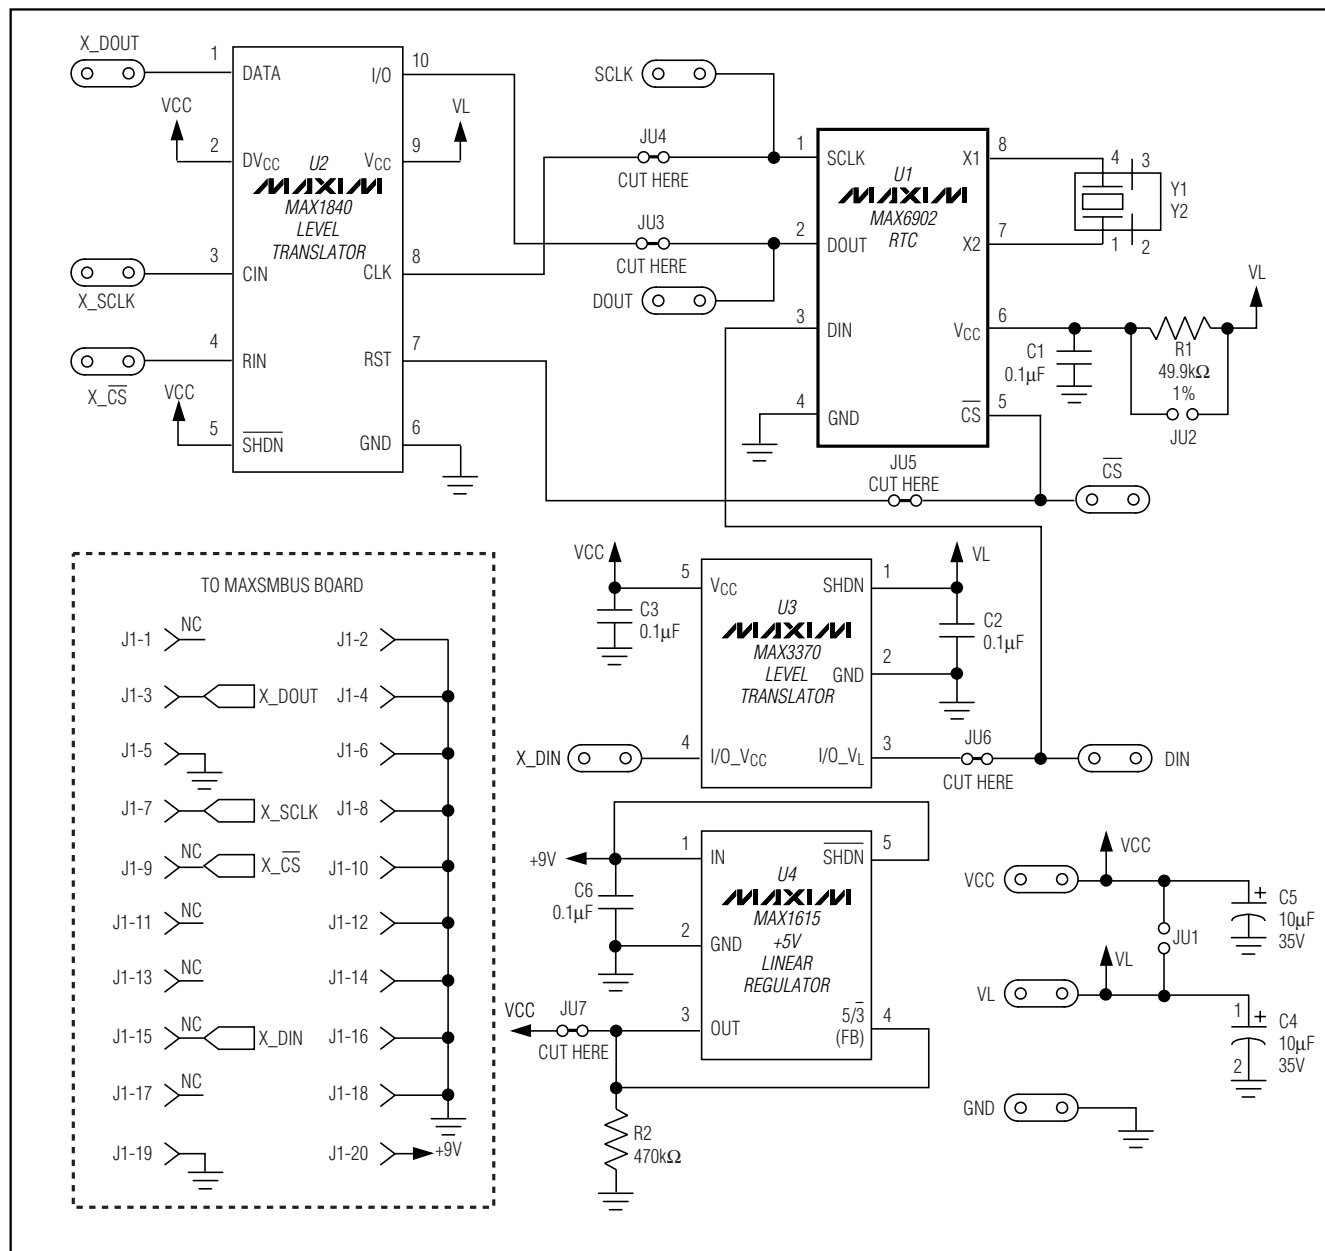 X_DOUT
1
DATA
I/O
10
VCC
2
DVCC
U2
MAXIM
MAX1840
LEVEL
TRANSLATOR
VCC
9
VL
3
CIN
CLK
8
X_SCLK
4
RIN
RST
7
X_CS
VCC
5
SHDN
GND
6
SCLK
JU4
CUT HERE
JU3
CUT HERE
DOUT
1
SCLK
U1
MAXIM
MAX6902
RTC
X1
8
2
DOUT
X2
7
3
DIN
VCC
6
4
GND
CS
5
4
3
1
2
Y1
Y2
C1
0.1µF
R1
49.9kΩ
1%
JU2
VL
JU5
CUT HERE
CS
TO MAXSMBUS BOARD
J1-1
NC
J1-2
J1-3
X_DOUT
J1-4
J1-5
J1-6
J1-7
X_SCLK
J1-8
J1-9
NC
X_CS
J1-10
J1-11
NC
J1-12
J1-13
NC
J1-14
J1-15
NC
X_DIN
J1-16
J1-17
NC
J1-18
J1-19
J1-20
+9V
VCC
C3
0.1µF
5
VCC
U3
MAXIM
MAX3370
LEVEL
TRANSLATOR
SHDN
1
VL
C2
0.1µF
GND
2
X_DIN
4
I/O_VCC
I/O_VL
3
JU6
CUT HERE
DIN
+9V
1
IN
U4
MAXIM
MAX1615
+5V
LINEAR
REGULATOR
SHDN
5
C6
0.1µF
2
GND
VCC
JU7
CUT HERE
3
OUT
5/3
(FB)
4
R2
470kΩ
VCC
VCC
C5
10µF
35V
+
JU1
VL
VL
1
+
C4
10µF
35V
2
GND